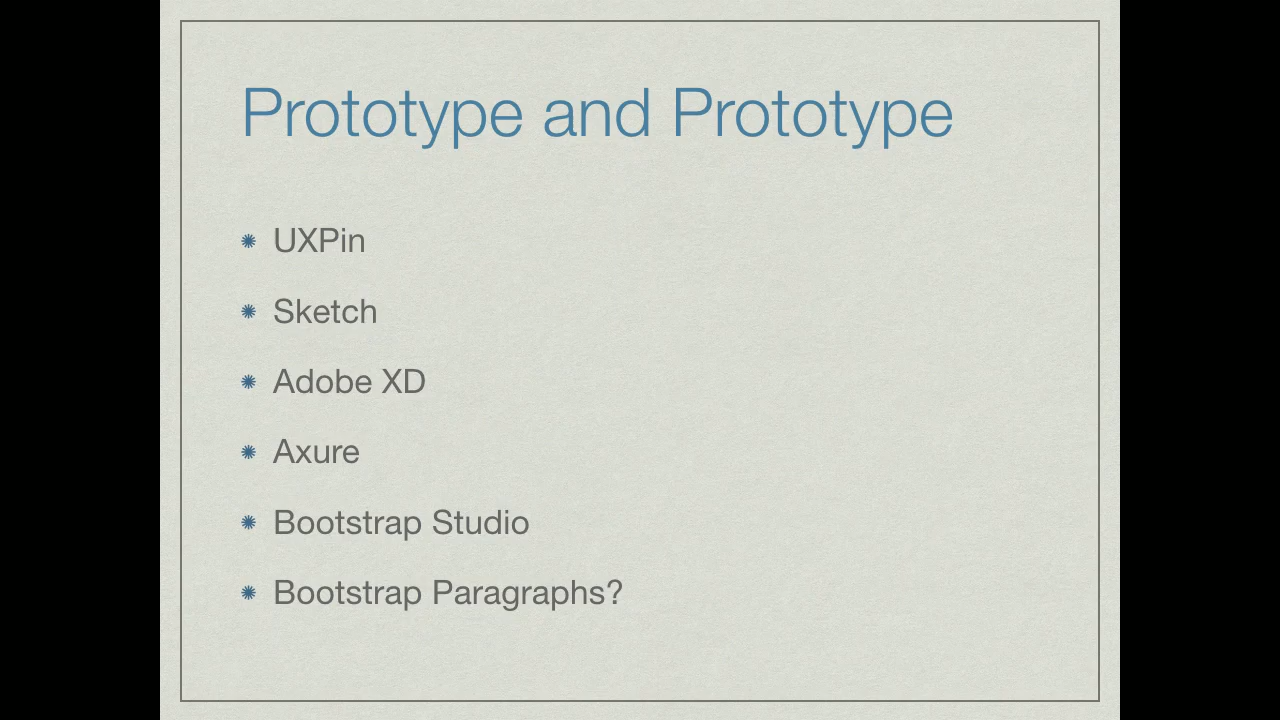 Prototype and Prototype
UXPin
Sketch
Adobe XD
Axure
Bootstrap Studio
Bootstrap Paragraphs?